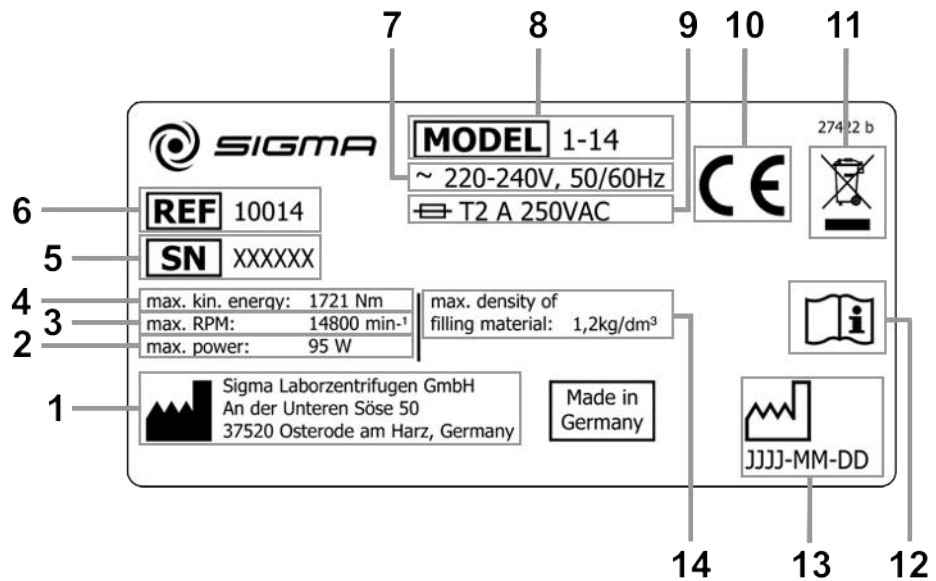 7 8 9 10 11
27422 b
SIGMA
MODEL 1-14
~ 220-240V, 50/60Hz
T2 A 250VAC
CE
6 REF 10014
5 SN XXXXXX
4 max. kin. energy: 1721 Nm
3 max. RPM: 14800 min-¹
2 max. power: 95 W
max. density of
filling material: 1,2kg/dm³
i
1
Sigma Laborzentrifugen GmbH
An der Unteren Söse 50
37520 Osterode am Harz, Germany
Made in
Germany
JJJJ-MM-DD
14 13 12